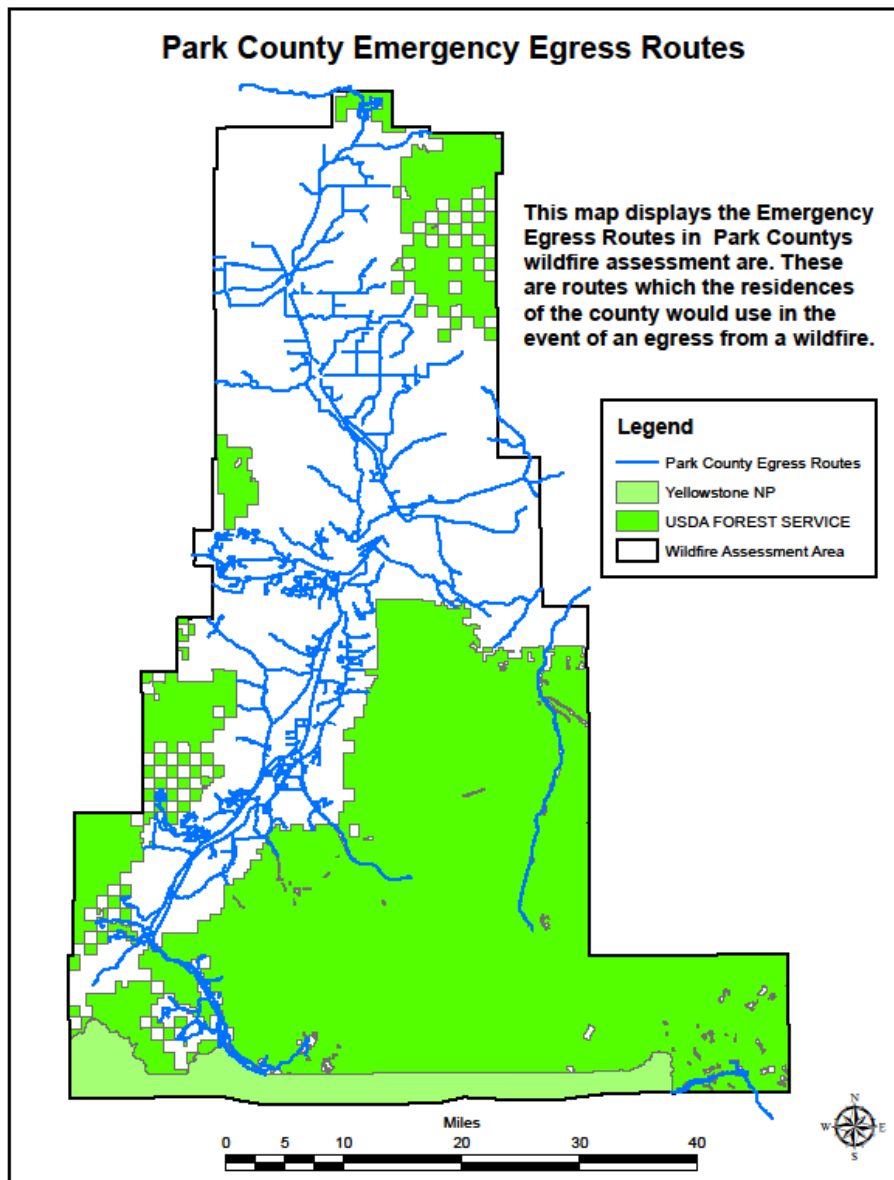 Park County Emergency Egress Routes
This map displays the Emergency
Egress Routes in Park Countys
wildfire assessment are. These
are routes which the residences
of the county would use in the
event of an egress from a wildfire.
Legend
Park County Egress Routes
Yellowstone NP
USDA FOREST SERVICE
Wildfire Assessment Area
N
W E
S
Miles
0 5 10 20 30 40